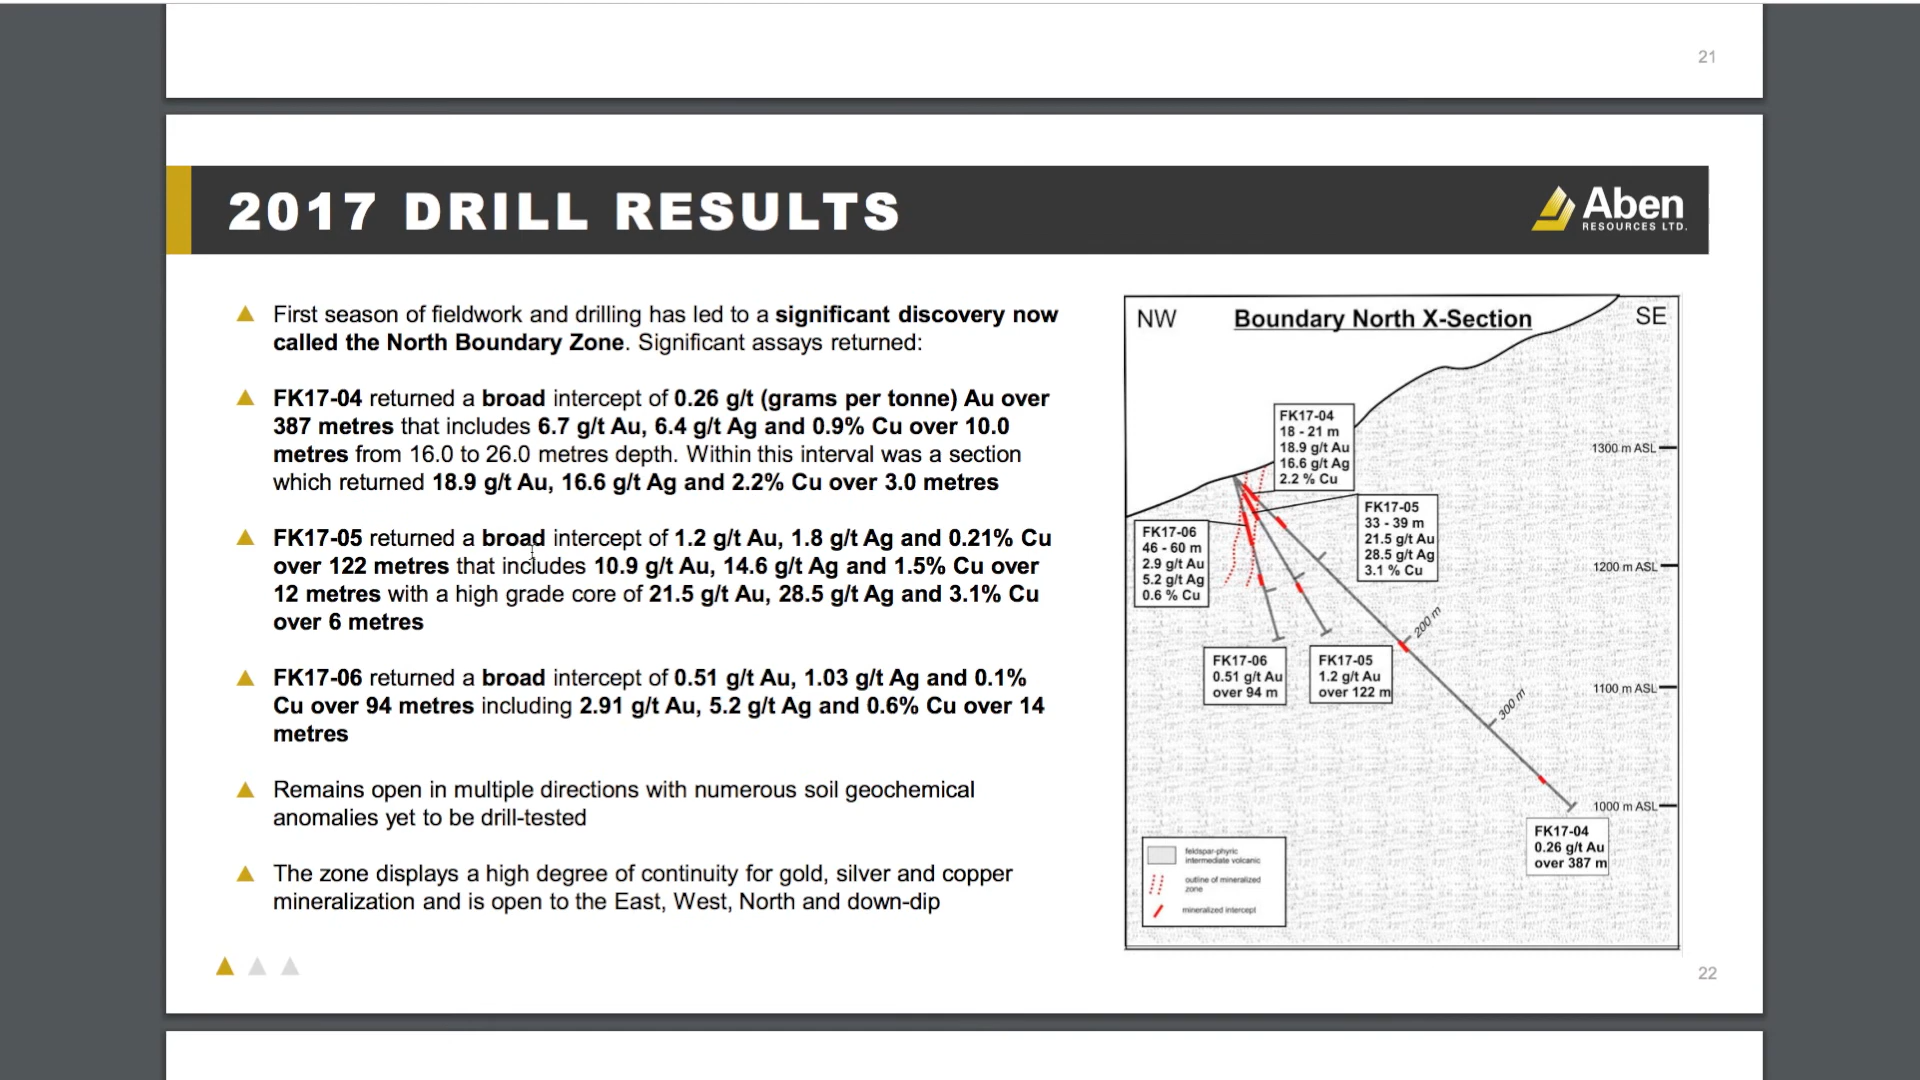 21
2017 DRILL RESULTS
Aben
RESOURCES LTD.
First season of fieldwork and drilling has led to a significant discovery now
called the North Boundary Zone. Significant assays returned:
FK17-04 returned a broad intercept of 0.26 g/t (grams per tonne) Au over
387 metres that includes 6.7 g/t Au, 6.4 g/t Ag and 0.9% Cu over 10.0
metres from 16.0 to 26.0 metres depth. Within this interval was a section
which returned 18.9 g/t Au, 16.6 g/t Ag and 2.2% Cu over 3.0 metres
FK17-05 returned a broad intercept of 1.2 g/t Au, 1.8 g/t Ag and 0.21% Cu
over 122 metres that includes 10.9 g/t Au, 14.6 g/t Ag and 1.5% Cu over
12 metres with a high grade core of 21.5 g/t Au, 28.5 g/t Ag and 3.1% Cu
over 6 metres
FK17-06 returned a broad intercept of 0.51 g/t Au, 1.03 g/t Ag and 0.1%
Cu over 94 metres including 2.91 g/t Au, 5.2 g/t Ag and 0.6% Cu over 14
metres
Remains open in multiple directions with numerous soil geochemical
anomalies yet to be drill-tested
The zone displays a high degree of continuity for gold, silver and copper
mineralization and is open to the East, West, North and down-dip
NW
Boundary North X-Section
SE
FK17-04
18 - 21 m
18.9 g/t Au
16.6 g/t Ag
2.2 % Cu
1300 m ASL
FK17-05
33 - 39 m
21.5 g/t Au
28.5 g/t Ag
3.1 % Cu
FK17-06
46 - 60 m
2.9 g/t Au
5.2 g/t Ag
0.6 % Cu
1200 m ASL
200 m
FK17-06
0.51 g/t Au
over 94 m
FK17-05
1.2 g/t Au
over 122 m
1100 m ASL
300 m
1000 m ASL
FK17-04
0.26 g/t Au
over 387 m
feldspar-phyric
intermediate volcanic
outline of mineralized
zone
mineralized intercept
22